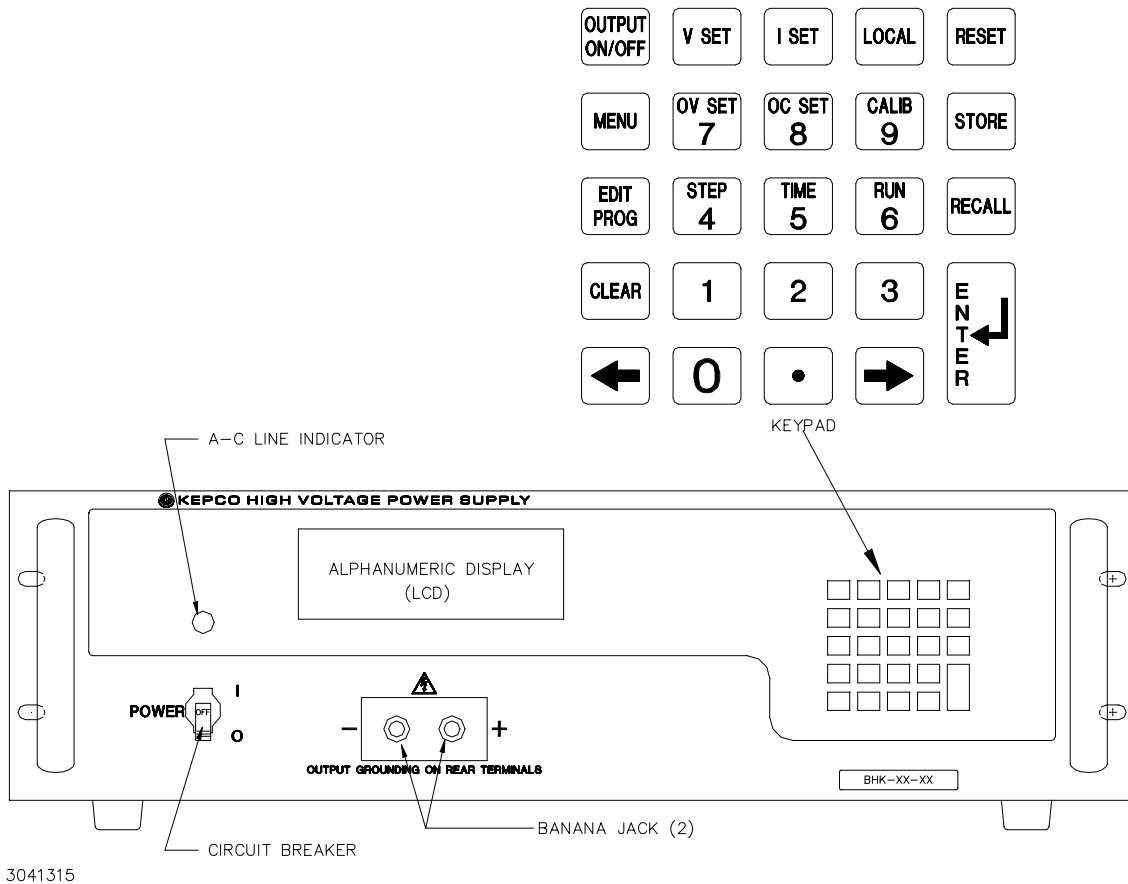 OUTPUT
ON/OFF
V SET
I SET
LOCAL
RESET
MENU
OV SET
7
OC SET
8
CALIB
9
STORE
EDIT
PROG
STEP
4
TIME
5
RUN
6
RECALL
CLEAR
1
2
3
ENTER
0
.
KEYPAD
A-C LINE INDICATOR
KEPCO HIGH VOLTAGE POWER SUPPLY
ALPHANUMERIC DISPLAY
(LCD)
POWER
I
OFF
O
- +
OUTPUT GROUNDING ON REAR TERMINALS
BHK-XX-XX
BANANA JACK (2)
CIRCUIT BREAKER
3041315